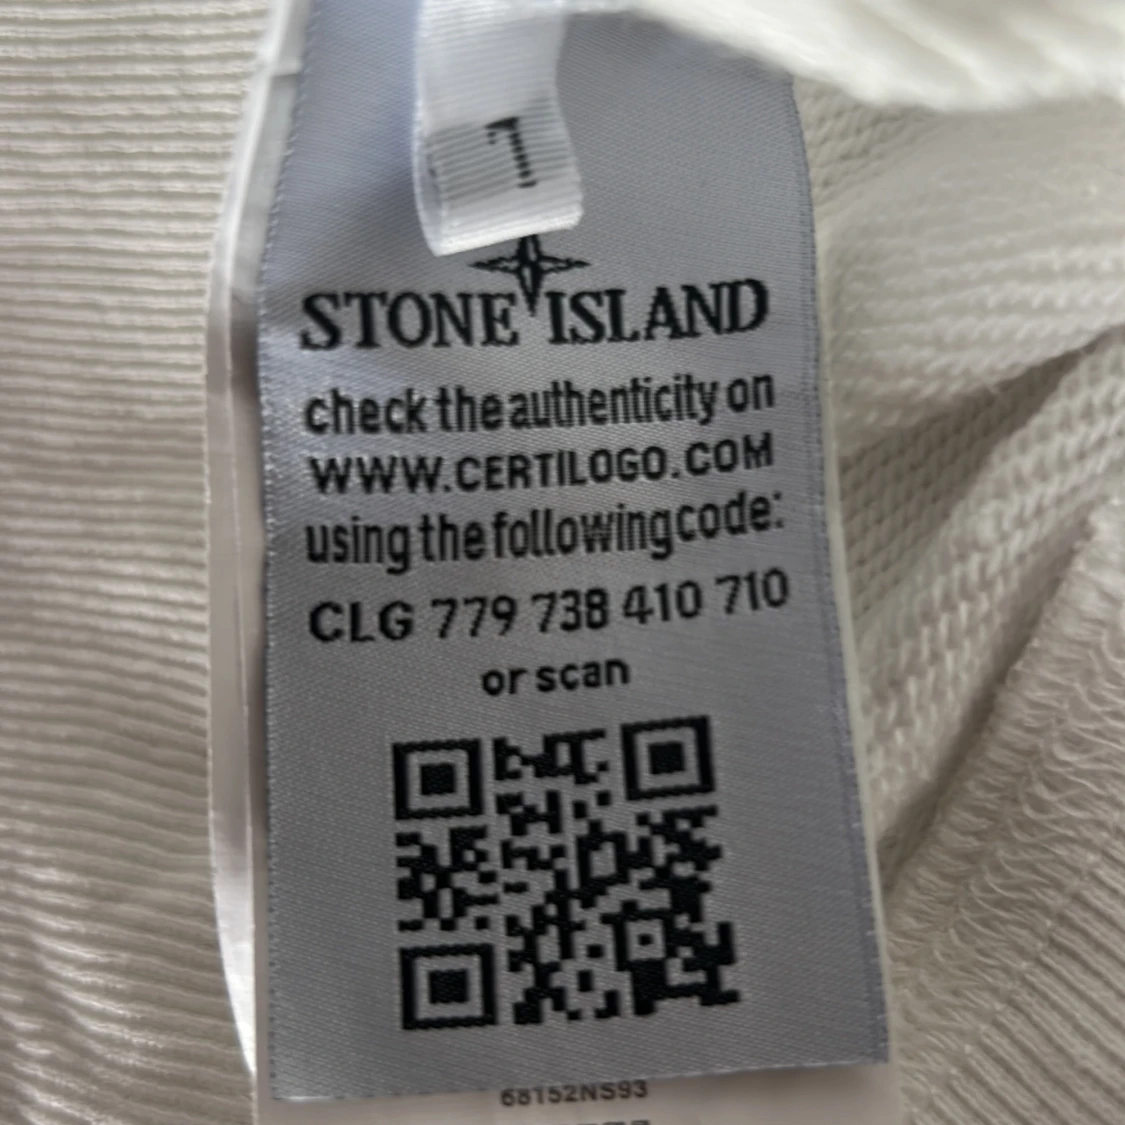 STONE ISLAND
check the authenticity on
WWW.CERTILOGO.COM
using the following code:
CLG 779 738 410 710
or scan
68152NS93